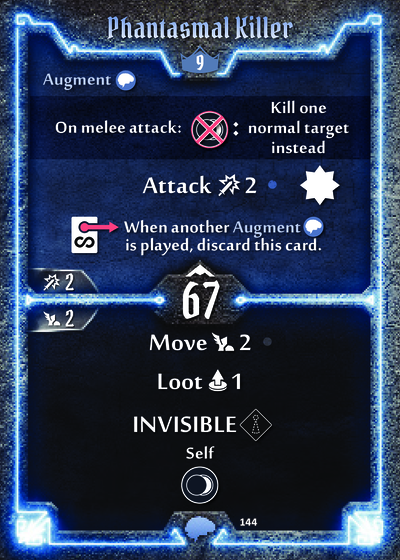 Phantasmal Killer
9
Augment
On melee attack: : Kill one
normal target
instead
Attack 2
When another Augment
is played, discard this card.
2
67
2
Move 2
Loot 1
INVISIBLE
Self
144